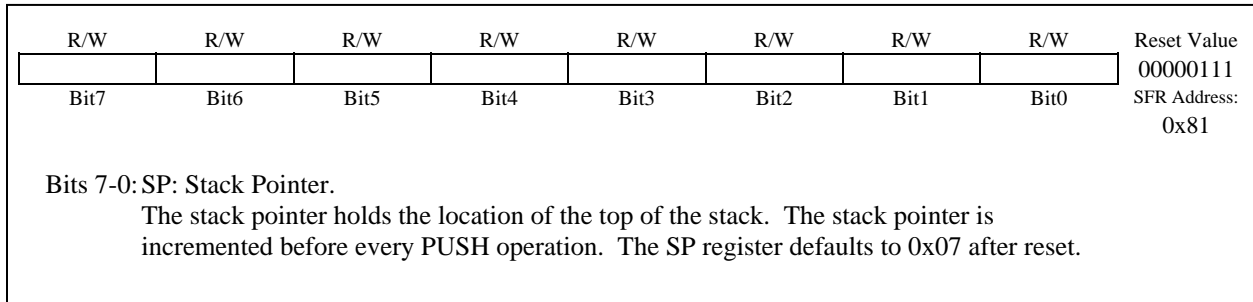 R/W R/W R/W R/W R/W R/W R/W R/W Reset Value
00000111
Bit7 Bit6 Bit5 Bit4 Bit3 Bit2 Bit1 Bit0 SFR Address:
0x81
Bits 7-0: SP: Stack Pointer.
The stack pointer holds the location of the top of the stack. The stack pointer is
incremented before every PUSH operation. The SP register defaults to 0x07 after reset.